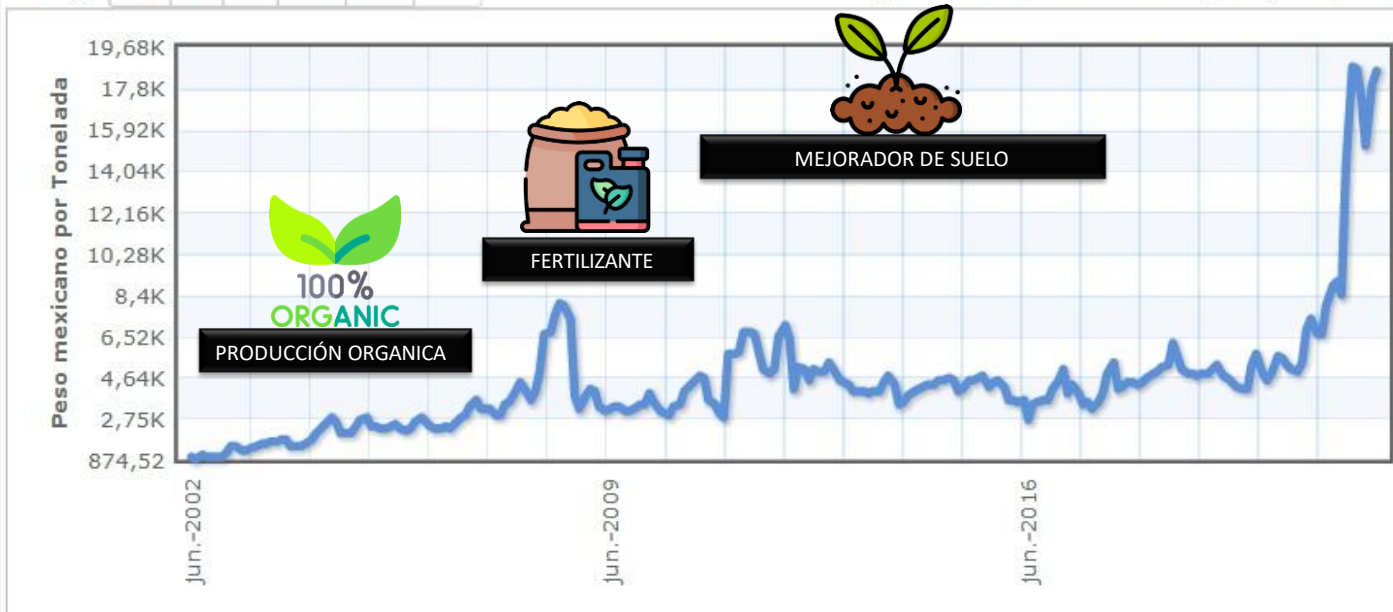 19,68K
17,8K
15,92K
14,04K
12,16K
10,28K
8,4K
6,52K
4,64K
2,75K
874,52
Peso mexicano por Tonelada
100%
ORGANIC
PRODUCCIÓN ORGANICA
FERTILIZANTE
MEJORADOR DE SUELO
Jun.-2002
Jun.-2009
Jun.-2016